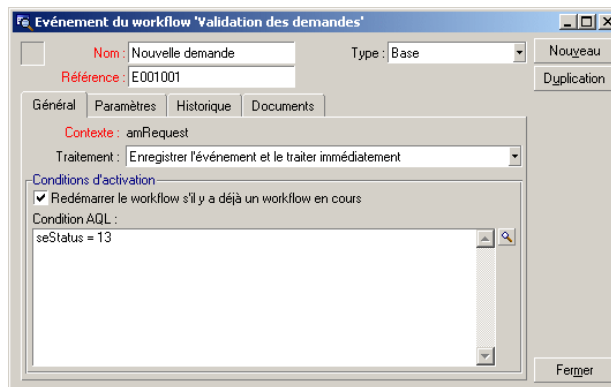 Evénement du workflow 'Validation des demandes'
Nom : Nouvelle demande Type : Base Nouveau
Référence : E001001 Duplication
Général Paramètres Historique Documents
Contexte : amRequest
Traitement : Enregistrer l'événement et le traiter immédiatement
Conditions d'activation
Redémarrer le workflow s'il y a déjà un workflow en cours
Condition AQL :
seStatus = 13
Fermer